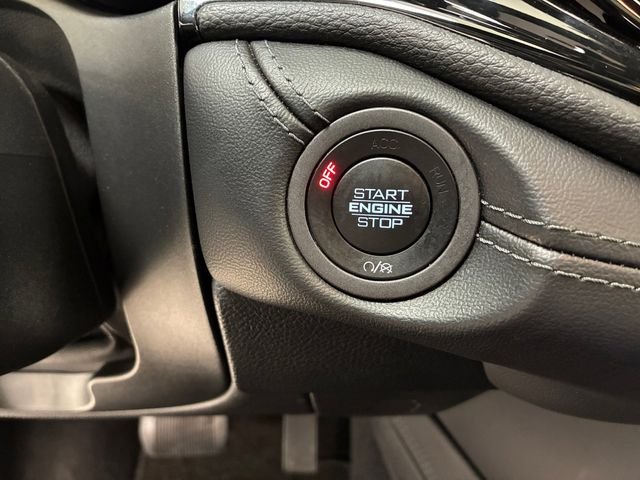 ACC
OFF
RUN
START
ENGINE
STOP